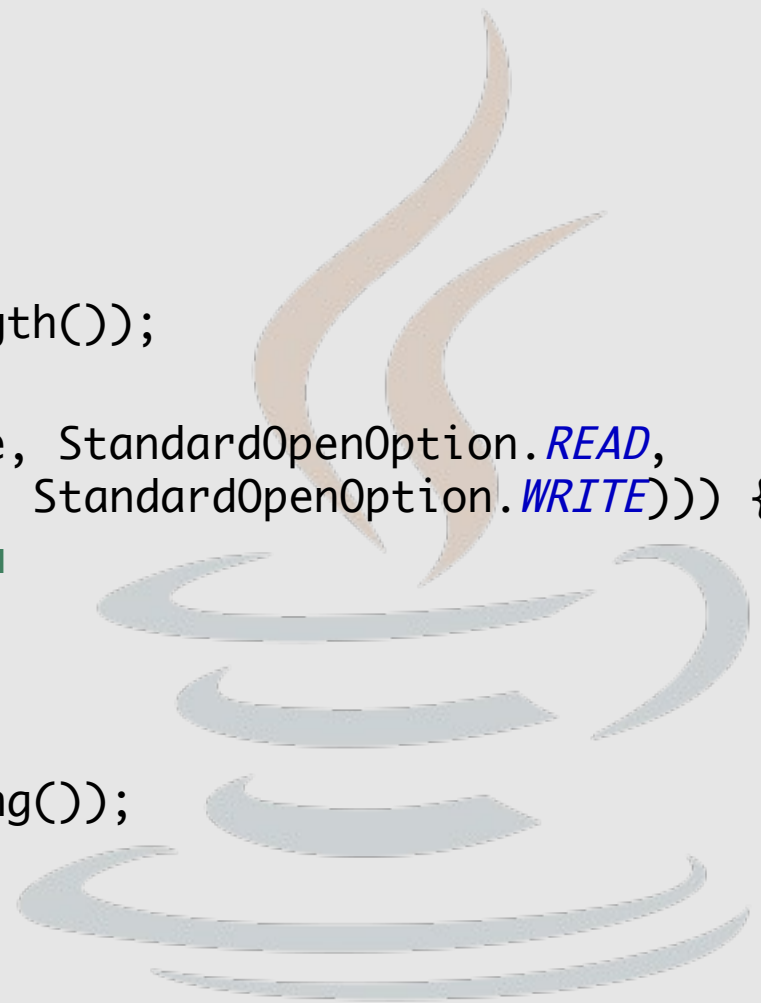 gth());
e, StandardOpenOption.READ,
StandardOpenOption.WRITE))) {
ng());